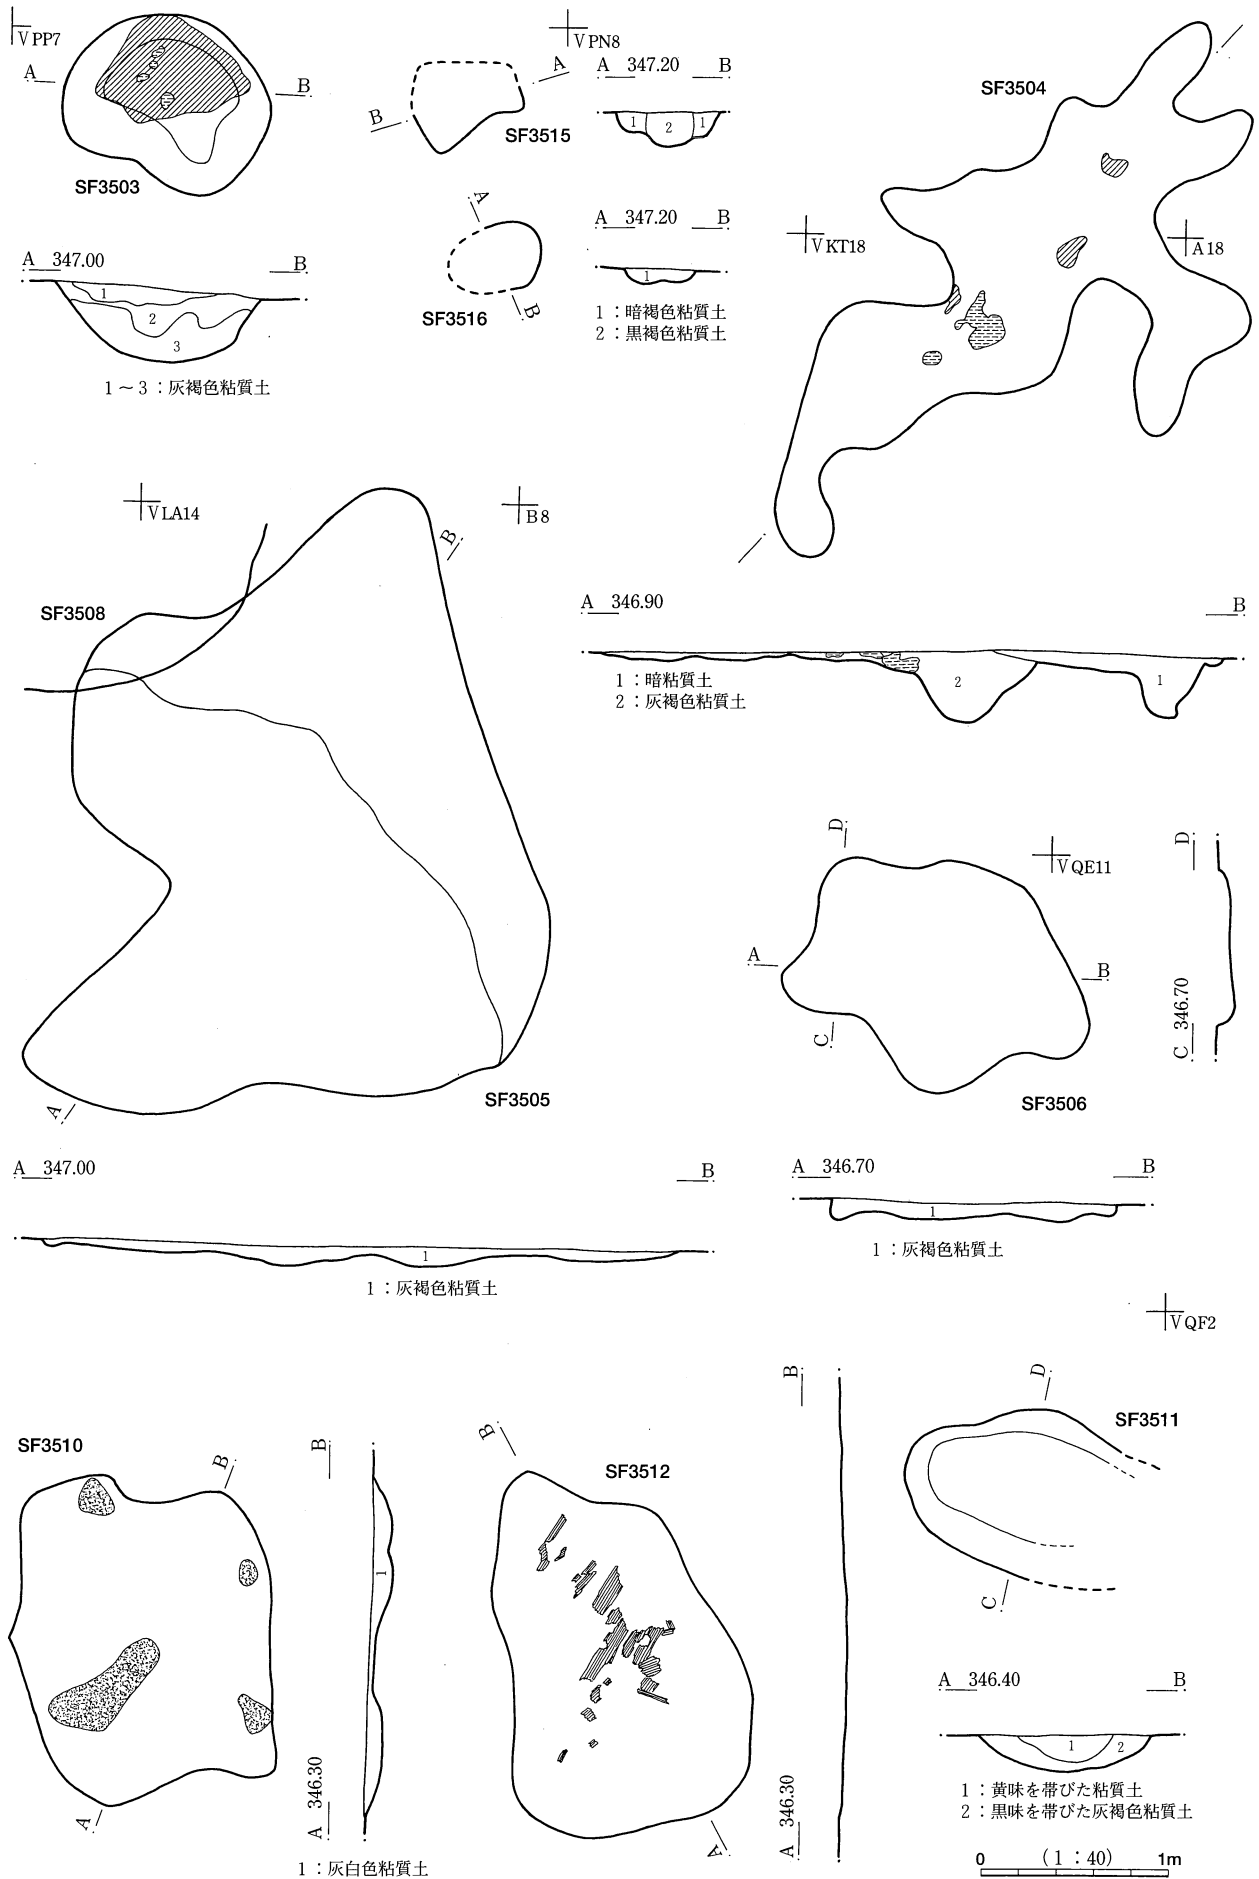 VPP7
A
B
SF3503
A 347.00
B
1
2
3
1～3：灰褐色粘質土
VPN8
A
B
SF3515
A 347.20
B
1
2
1
A
B
SF3516
A 347.20
B
1
1：暗褐色粘質土
2：黒褐色粘質土
SF3504
VKT18
A18
A 346.90
B
2
1
1：暗粘質土
2：灰褐色粘質土
VLA14
B8
B
SF3508
A
SF3505
A 347.00
B
1
1：灰褐色粘質土
D
VQE11
A
B
C
SF3506
D
C 346.70
A 346.70
B
1
1：灰褐色粘質土
VQF2
SF3510
B
A
B
1
A 346.30
1：灰白色粘質土
B
SF3512
A
B
A 346.30
D
SF3511
C
A 346.40
B
1
2
1：黄味を帯びた粘質土
2：黒味を帯びた灰褐色粘質土
0 (1：40) 1m